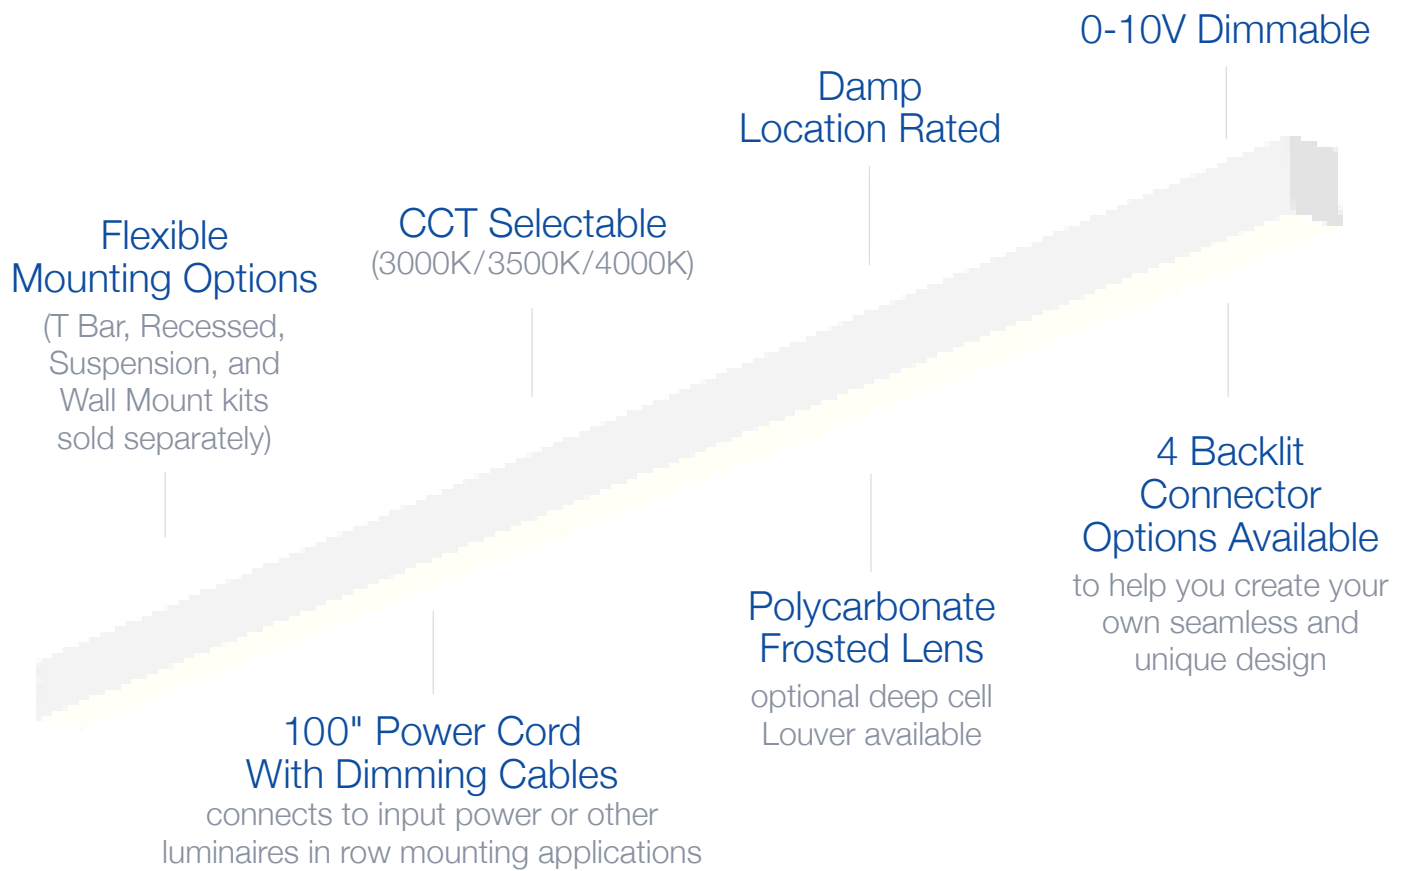 0-10V Dimmable
Damp
Location Rated
CCT Selectable
(3000K/3500K/4000K)
Flexible
Mounting Options
(T Bar, Recessed,
Suspension, and
Wall Mount kits
sold separately)
4 Backlit
Connector
Options Available
to help you create your
own seamless and
unique design
Polycarbonate
Frosted Lens
optional deep cell
Louver available
100" Power Cord
With Dimming Cables
connects to input power or other
luminaires in row mounting applications